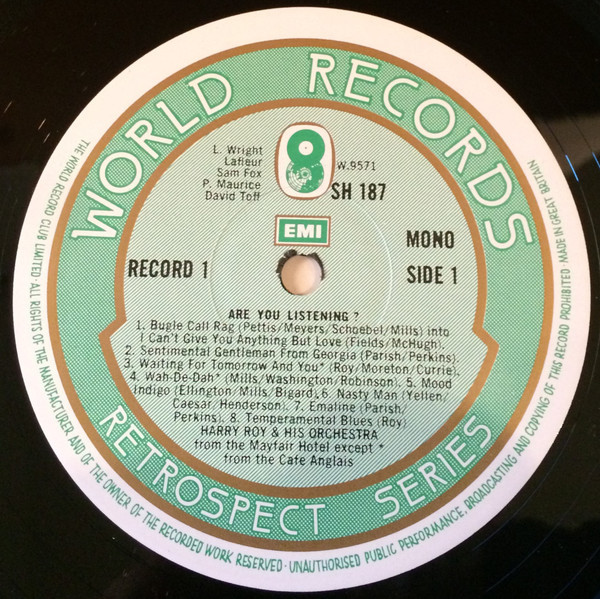 WORLD RECORDS
L. Wright
Lafleur
Sam Fox
P. Maurice
David Toff
W.9571
SH 187
EMI
RECORD 1
MONO
SIDE 1
ARE YOU LISTENING?
1. Bugle Call Rag (Pettis/Meyers/Schoebel/Mills) into
I Can't Give You Anything But Love (Fields/McHugh).
2. Sentimental Gentleman From Georgia (Parish/Perkins).
3. Waiting For Tomorrow And You* (Roy/Moreton/Currie).
4. Wah-De-Dah* (Mills/Washington/Robinson). 5. Mood
Indigo (Ellington/Mills/Bigard). 6. Nasty Man (Yellen/
Caesar/Henderson). 7. Emaline (Parish/
Perkins). 8. Temperamental Blues (Roy)
HARRY ROY & HIS ORCHESTRA
from the Mayfair Hotel except *
from the Cafe Anglais
RETROSPECT SERIES
THE WORLD RECORD CLUB LIMITED · ALL RIGHTS OF THE MANUFACTURER AND OF THE OWNER OF THE RECORDED WORK RESERVED · UNAUTHORISED PUBLIC PERFORMANCE, BROADCASTING AND COPYING OF THIS RECORD PROHIBITED MADE IN GREAT BRITAIN